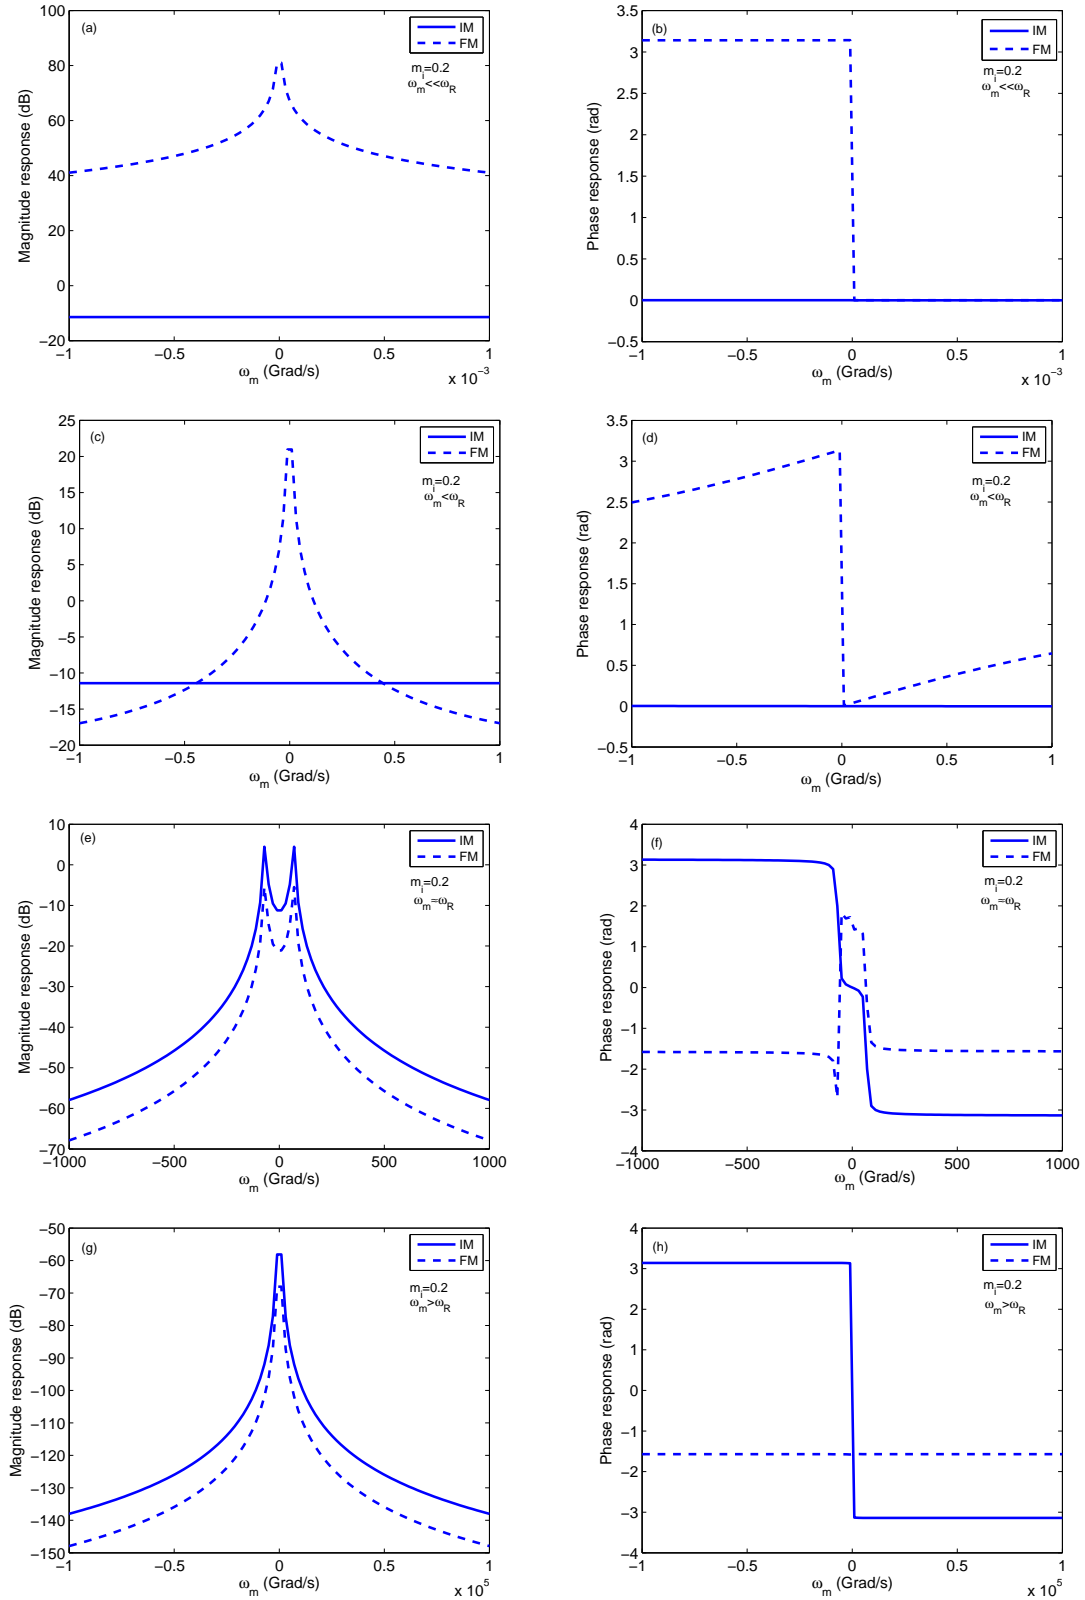 (a)
IM
FM
m_i=0.2
ω_m<<ω_R
Magnitude response (dB)
100
80
60
40
20
0
−20
−1
−0.5
0
0.5
1
x 10^−3
ω_m (Grad/s)
(b)
IM
FM
m_i=0.2
ω_m<<ω_R
Phase response (rad)
3.5
3
2.5
2
1.5
1
0.5
0
−0.5
−1
−0.5
0
0.5
1
x 10^−3
ω_m (Grad/s)
(c)
IM
FM
m_i=0.2
ω_m<ω_R
Magnitude response (dB)
25
20
15
10
5
0
−5
−10
−15
−20
−1
−0.5
0
0.5
1
ω_m (Grad/s)
(d)
IM
FM
m_i=0.2
ω_m<ω_R
Phase response (rad)
3.5
3
2.5
2
1.5
1
0.5
0
−0.5
−1
−0.5
0
0.5
1
ω_m (Grad/s)
(e)
IM
FM
m_i=0.2
ω_m=ω_R
Magnitude response (dB)
10
0
−10
−20
−30
−40
−50
−60
−70
−1000
−500
0
500
1000
ω_m (Grad/s)
(f)
IM
FM
m_i=0.2
ω_m=ω_R
Phase response (rad)
4
3
2
1
0
−1
−2
−3
−4
−1000
−500
0
500
1000
ω_m (Grad/s)
(g)
IM
FM
m_i=0.2
ω_m>ω_R
Magnitude response (dB)
−50
−60
−70
−80
−90
−100
−110
−120
−130
−140
−150
−1
−0.5
0
0.5
1
x 10^5
ω_m (Grad/s)
(h)
IM
FM
m_i=0.2
ω_m>ω_R
Phase response (rad)
4
3
2
1
0
−1
−2
−3
−4
−1
−0.5
0
0.5
1
x 10^5
ω_m (Grad/s)